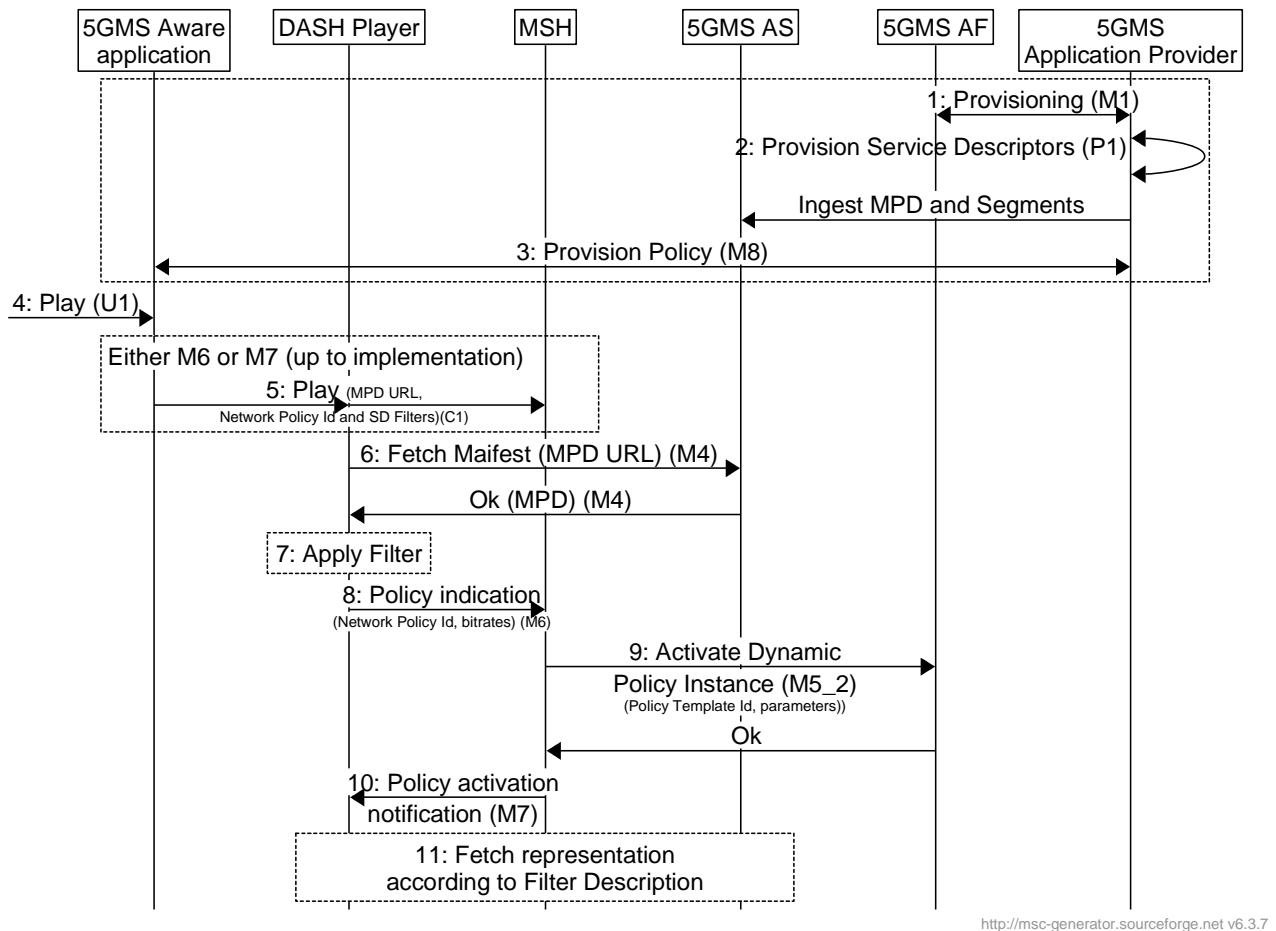 5GMS Aware
application
DASH Player
MSH
5GMS AS
5GMS AF
5GMS
Application Provider
1: Provisioning (M1)
2: Provision Service Descriptors (P1)
Ingest MPD and Segments
3: Provision Policy (M8)
4: Play (U1)
Either M6 or M7 (up to implementation)
5: Play (MPD URL,
Network Policy Id and SD Filters)(C1)
6: Fetch Maifest (MPD URL) (M4)
Ok (MPD) (M4)
7: Apply Filter
8: Policy indication
(Network Policy Id, bitrates) (M6)
9: Activate Dynamic
Policy Instance (M5_2)
(Policy Template Id, parameters))
Ok
10: Policy activation
notification (M7)
11: Fetch representation
according to Filter Description
http://msc-generator.sourceforge.net v6.3.7